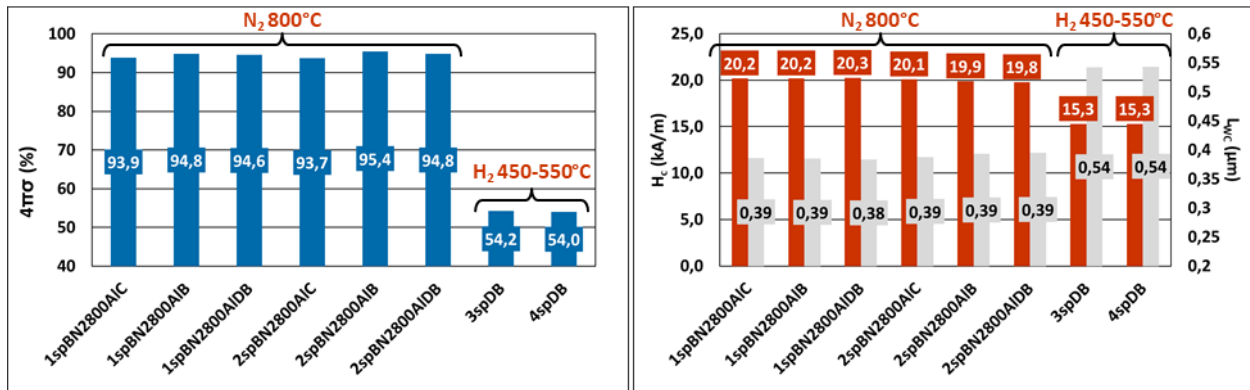 N₂ 800°C
100
90
80
70
60
50
40
4πσ (%)
93,9
94,8
94,6
93,7
95,4
94,8
H₂ 450-550°C
54,2
54,0
1spBN2800AlC
1spBN2800AlB
1spBN2800AlDB
2spBN2800AlC
2spBN2800AlB
2spBN2800AlDB
3spDB
4spDB
N₂ 800°C
H₂ 450-550°C
25,0
20,0
15,0
10,0
5,0
0,0
H꜀ (kA/m)
20,2
20,2
20,3
20,1
19,9
19,8
15,3
15,3
0,39
0,39
0,38
0,39
0,39
0,39
0,54
0,54
0,6
0,55
0,5
0,45
0,4
0,35
0,3
0,25
0,2
L_WC (μm)
1spBN2800AlC
1spBN2800AlB
1spBN2800AlDB
2spBN2800AlC
2spBN2800AlB
2spBN2800AlDB
3spDB
4spDB